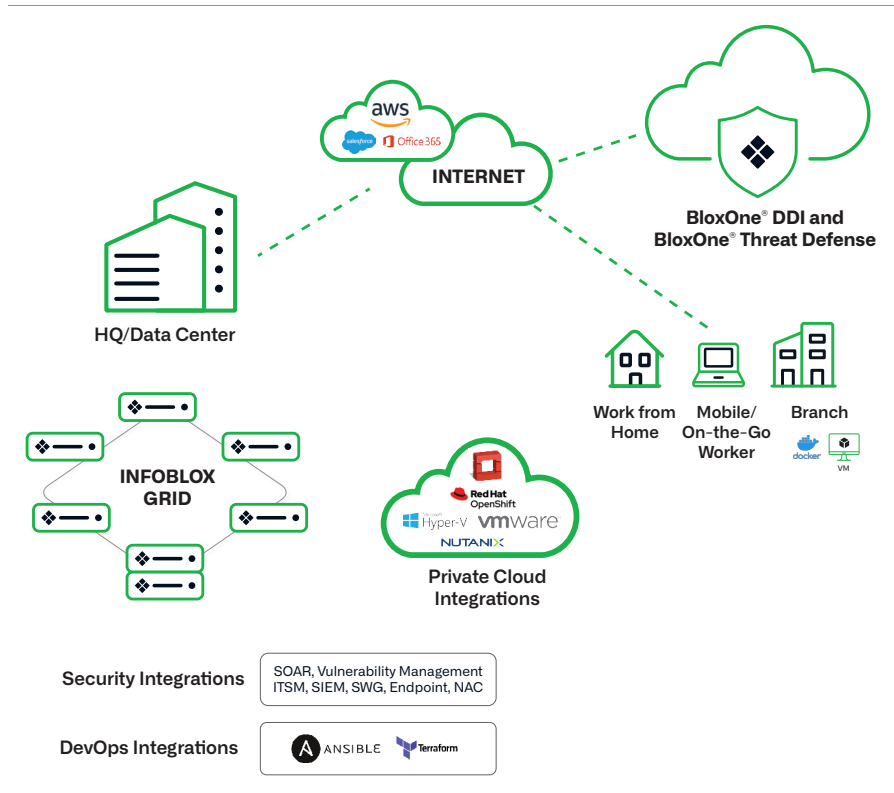 aws
salesforce
Office 365
INTERNET
BloxOne® DDI and
BloxOne® Threat Defense
HQ/Data Center
Work from
Home
Mobile/
On-the-Go
Worker
Branch
docker
VM
INFOBLOX
GRID
Red Hat
OpenShift
Microsoft
Hyper-V
vmware
NUTANIX
Private Cloud
Integrations
Security Integrations
SOAR, Vulnerability Management
ITSM, SIEM, SWG, Endpoint, NAC
DevOps Integrations
ANSIBLE
Terraform